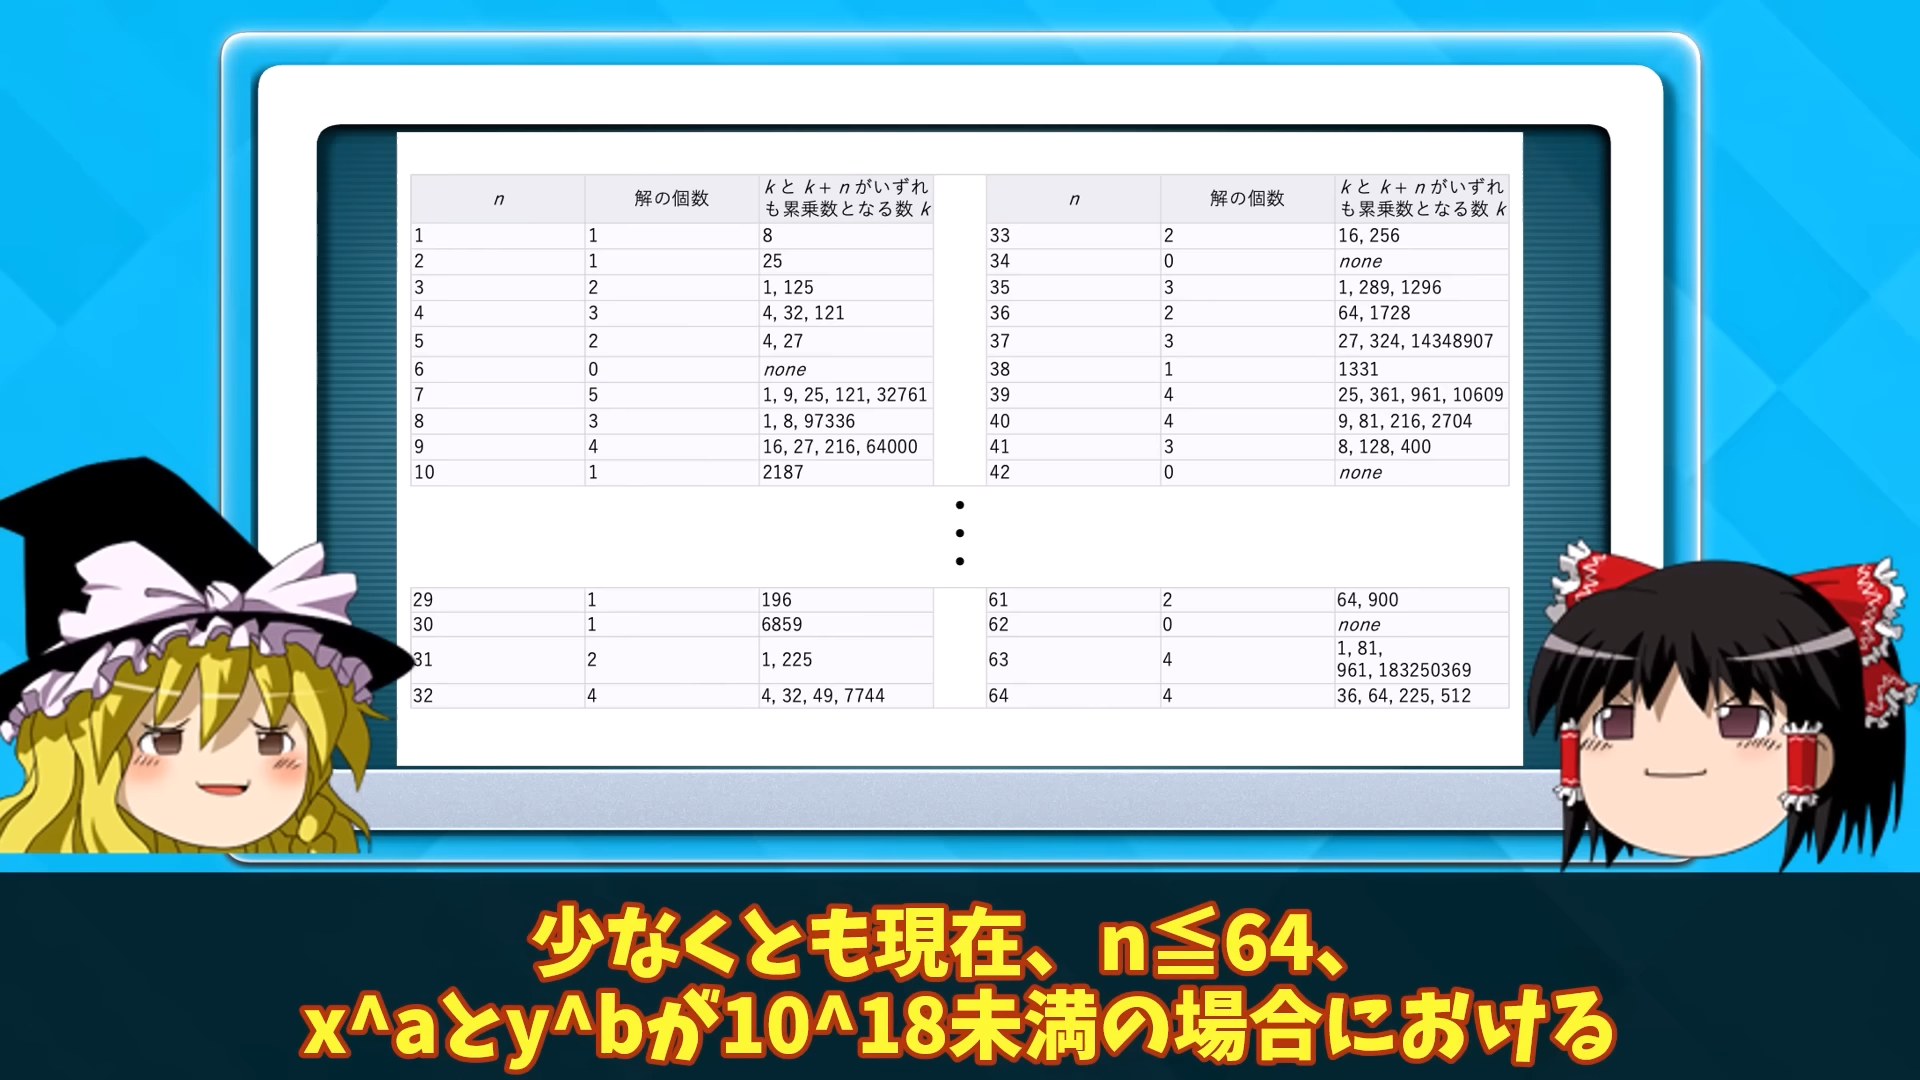 n 解の個数 k と k + n がいずれも累乗数となる数 k
1 1 8
2 1 25
3 2 1, 125
4 3 4, 32, 121
5 2 4, 27
6 0 none
7 5 1, 9, 25, 121, 32761
8 3 1, 8, 97336
9 4 16, 27, 216, 64000
10 1 2187
n 解の個数 k と k + n がいずれも累乗数となる数 k
33 2 16, 256
34 0 none
35 3 1, 289, 1296
36 2 64, 1728
37 3 27, 324, 14348907
38 1 1331
39 4 25, 361, 961, 10609
40 4 9, 81, 216, 2704
41 3 8, 128, 400
42 0 none
29 1 196
30 1 6859
31 2 1, 225
32 4 4, 32, 49, 7744
61 2 64, 900
62 0 none
63 4 1, 81, 961, 183250369
64 4 36, 64, 225, 512
少なくとも現在、n≦64、
x^aとy^bが10^18未満の場合における